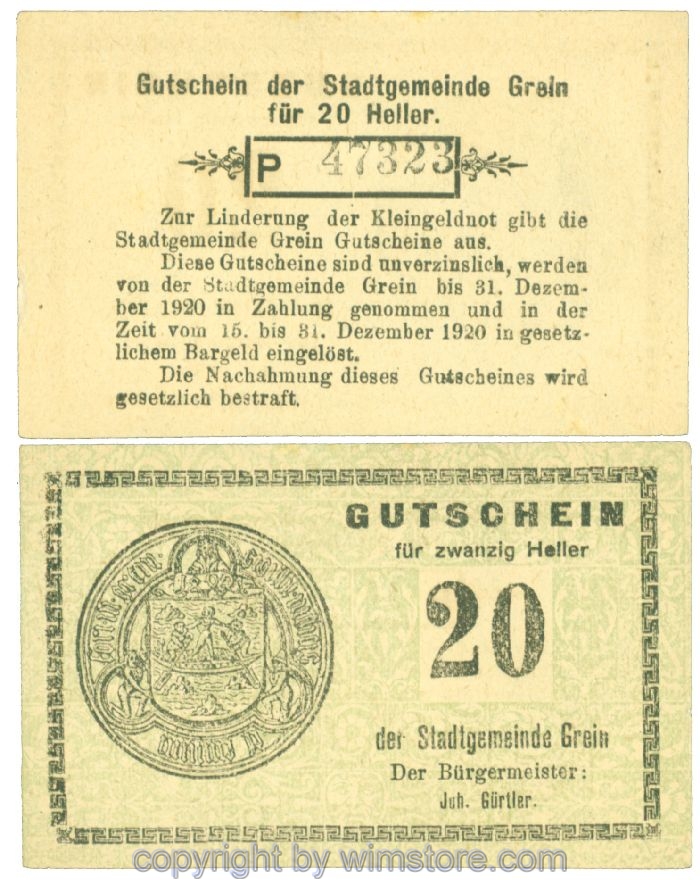 Gutschein der Stadtgemeinde Grein
für 20 Heller.
P 47323
Zur Linderung der Kleingeldnot gibt die
Stadtgemeinde Grein Gutscheine aus.
Diese Gutscheine sind unverzinslich, werden
von der Stadtgemeinde Grein bis 31. Dezem-
ber 1920 in Zahlung genommen und in der
Zeit vom 15. bis 31. Dezember 1920 in gesetz-
lichem Bargeld eingelöst.
Die Nachahmung dieses Gutscheines wird
gesetzlich bestraft.
GUTSCHEIN
für zwanzig Heller
20
der Stadtgemeinde Grein
Der Bürgermeister:
Joh. Gürtler.
copyright by wimstore.com